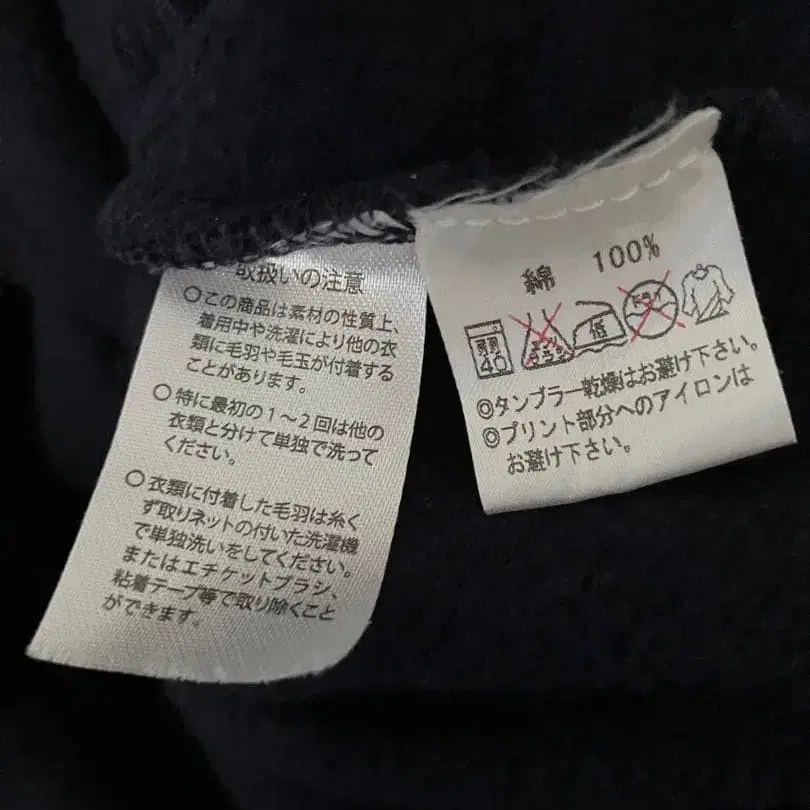 取扱いの注意
○この商品は素材の性質上、
着用中や洗濯により他の衣
類に毛羽や毛玉が付着する
ことがあります。
○特に最初の1〜2回は他の
衣類と分けて単独で洗って
ください。
○衣類に付着した毛羽は糸く
ず取りネットの付いた洗濯機
で単独洗いをしてください。
またはエチケットブラシ、
粘着テープ等で取り除くこと
ができます。
綿 100%
40 低
◎タンブラー乾燥はお避け下さい。
◎プリント部分へのアイロンは
お避け下さい。